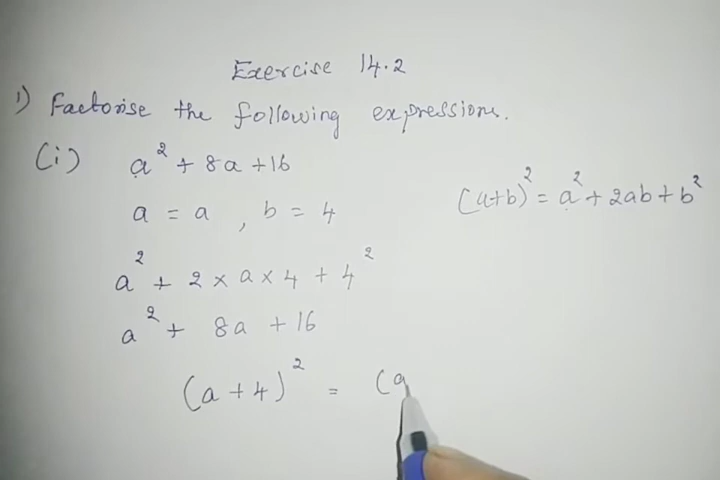 Exercise 14.2
1) Factorise the following expressions.
(i) a² + 8a + 16
a = a , b = 4
(a+b)² = a² + 2ab + b²
a² + 2 × a × 4 + 4²
a² + 8a + 16
(a + 4)² = (a